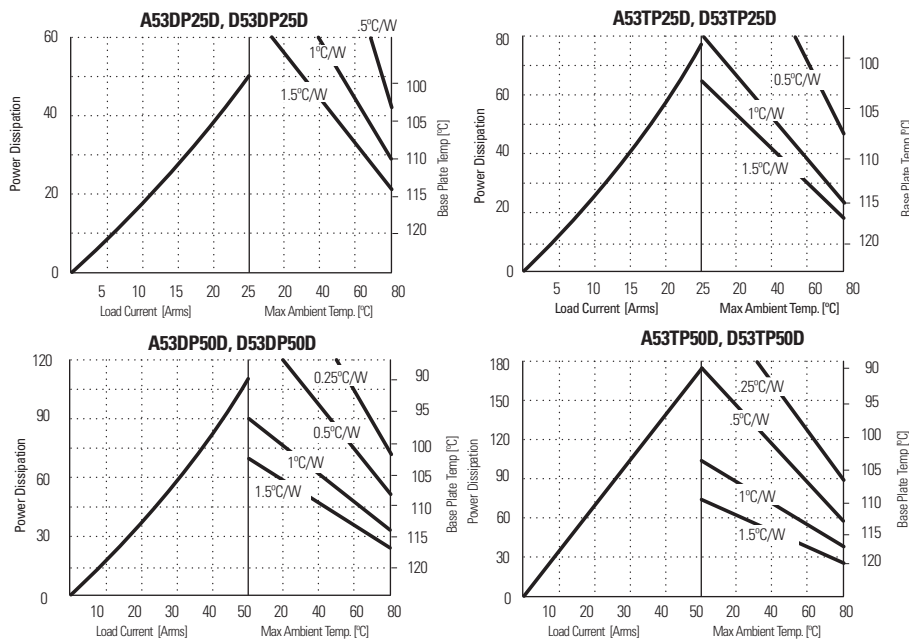 A53DP25D, D53DP25D
60
40
20
0
Power Dissipation
.5ºC/W
1ºC/W
1.5ºC/W
100
105
110
115
120
Base Plate Temp [ºC]
5 10 15 20 25 20 40 60 80
Load Current [Arms] Max Ambient Temp. [ºC]
A53TP25D, D53TP25D
80
60
40
20
0
Power Dissipation
0.5ºC/W
1ºC/W
1.5ºC/W
100
105
110
115
120
Base Plate Temp [ºC]
5 10 15 20 25 20 40 60 80
Load Current [Arms] Max Ambient Temp. [ºC]
A53DP50D, D53DP50D
120
90
60
30
0
Power Dissipation
0.25ºC/W
0.5ºC/W
1ºC/W
1.5ºC/W
90
95
100
105
110
115
120
Base Plate Temp [ºC]
10 20 30 40 50 20 40 60 80
Load Current [Arms] Max Ambient Temp. [ºC]
A53TP50D, D53TP50D
180
150
120
90
60
30
0
Power Dissipation
.25ºC/W
.5ºC/W
1ºC/W
1.5ºC/W
90
95
100
105
110
115
120
Base Plate Temp [ºC]
10 20 30 40 50 20 40 60 80
Load Current [Arms] Max Ambient Temp. [ºC]